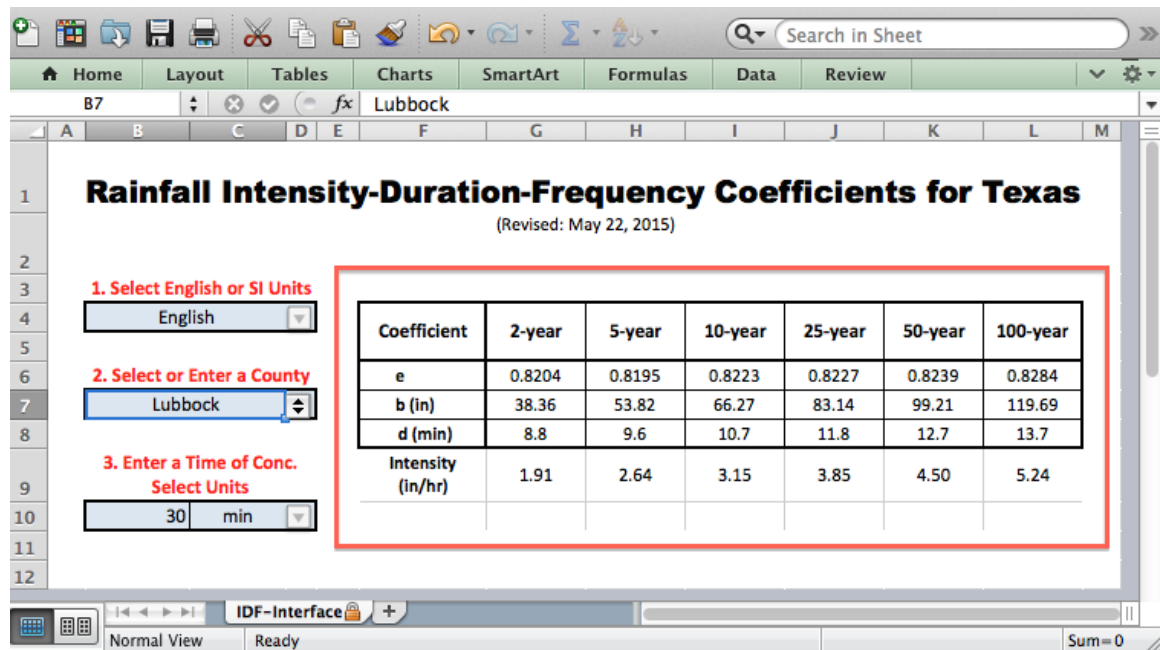 Search in Sheet
Home Layout Tables Charts SmartArt Formulas Data Review
B7 fx Lubbock
A B C D E F G H I J K L M
1 Rainfall Intensity-Duration-Frequency Coefficients for Texas
(Revised: May 22, 2015)
2
3 1. Select English or SI Units
4 English
Coefficient 2-year 5-year 10-year 25-year 50-year 100-year
5
6 2. Select or Enter a County e 0.8204 0.8195 0.8223 0.8227 0.8239 0.8284
7 Lubbock b (in) 38.36 53.82 66.27 83.14 99.21 119.69
8 d (min) 8.8 9.6 10.7 11.8 12.7 13.7
3. Enter a Time of Conc. Intensity
9 Select Units (in/hr) 1.91 2.64 3.15 3.85 4.50 5.24
10 30 min
11
12
IDF-Interface
Normal View Ready Sum=0